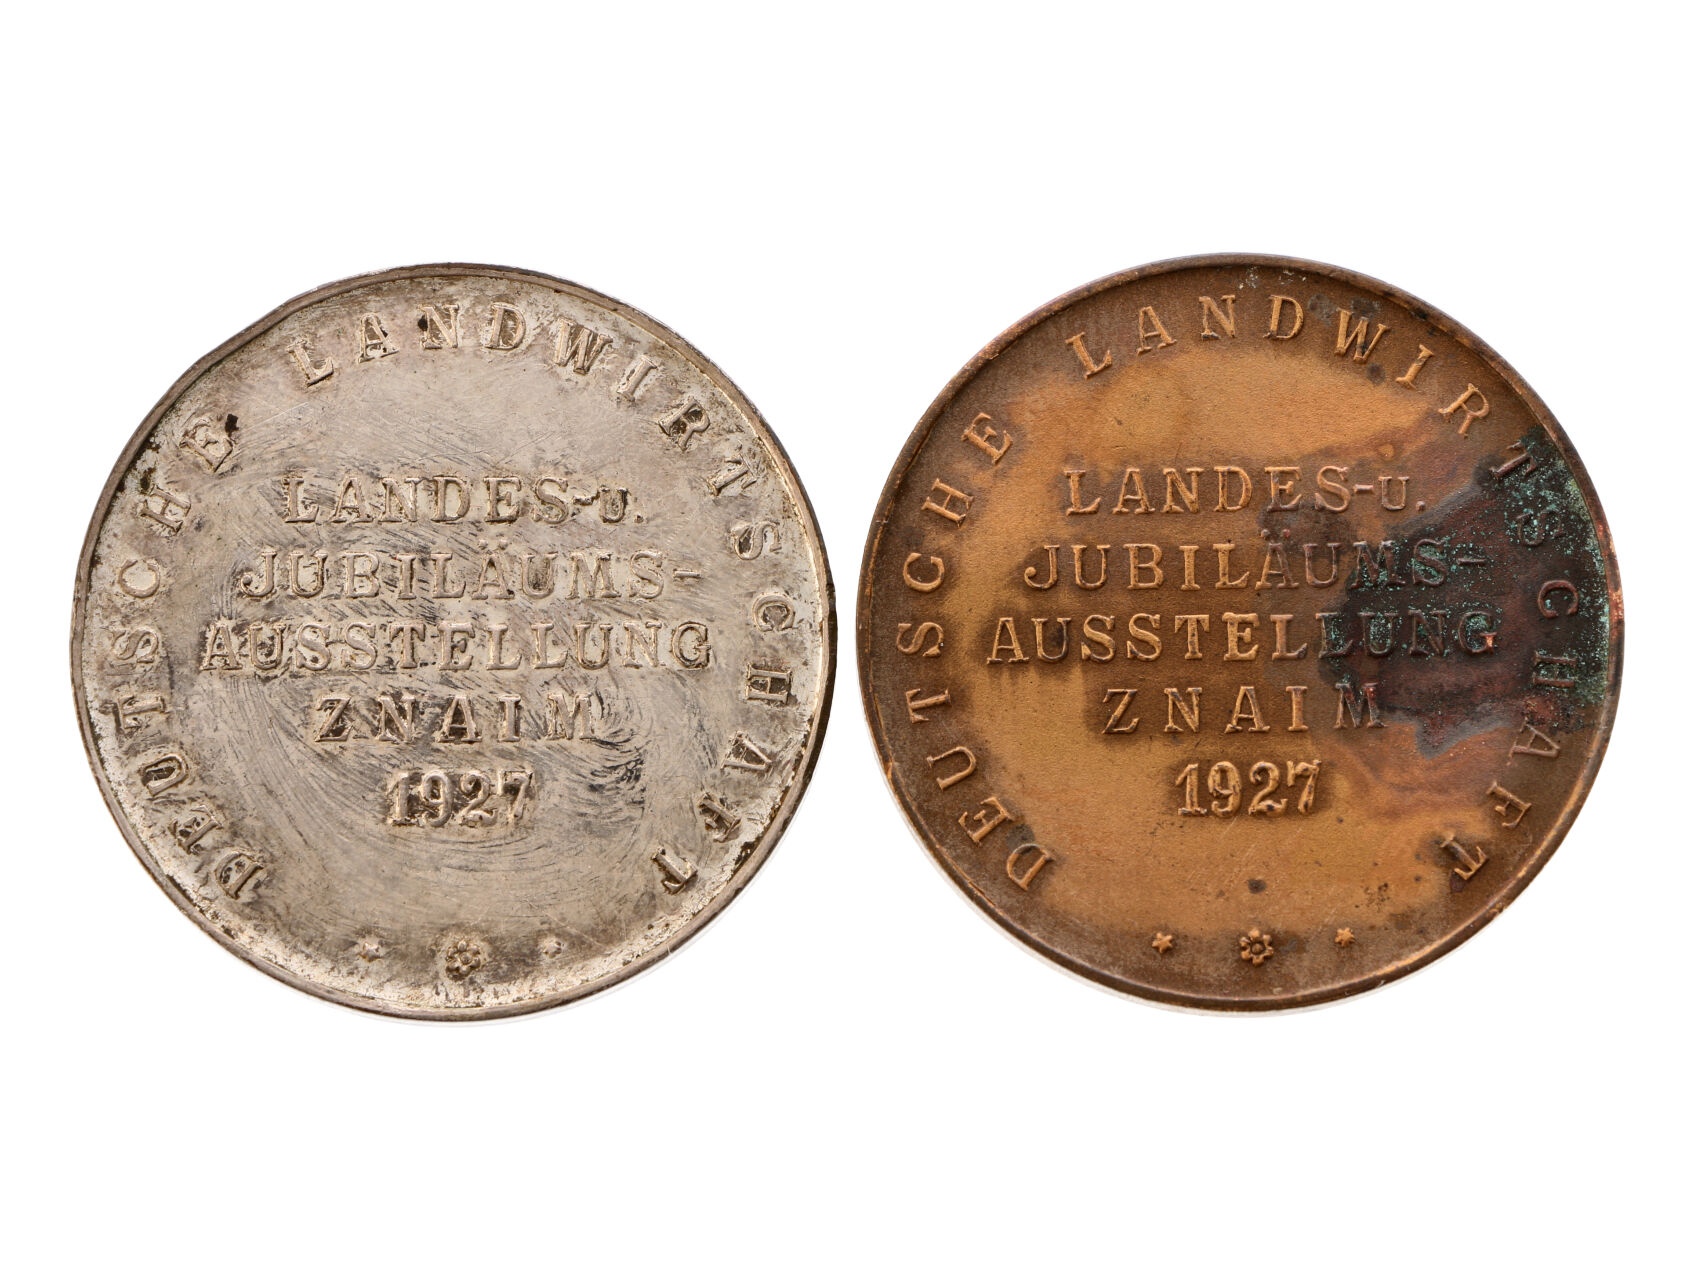 DEUTSCHE LANDWIRTSCHAFT
LANDES-U.
JUBILÄUMS-
AUSSTELLUNG
ZNAIM
1927
DEUTSCHE LANDWIRTSCHAFT
LANDES-U.
JUBILÄUMS-
AUSSTELLUNG
ZNAIM
1927